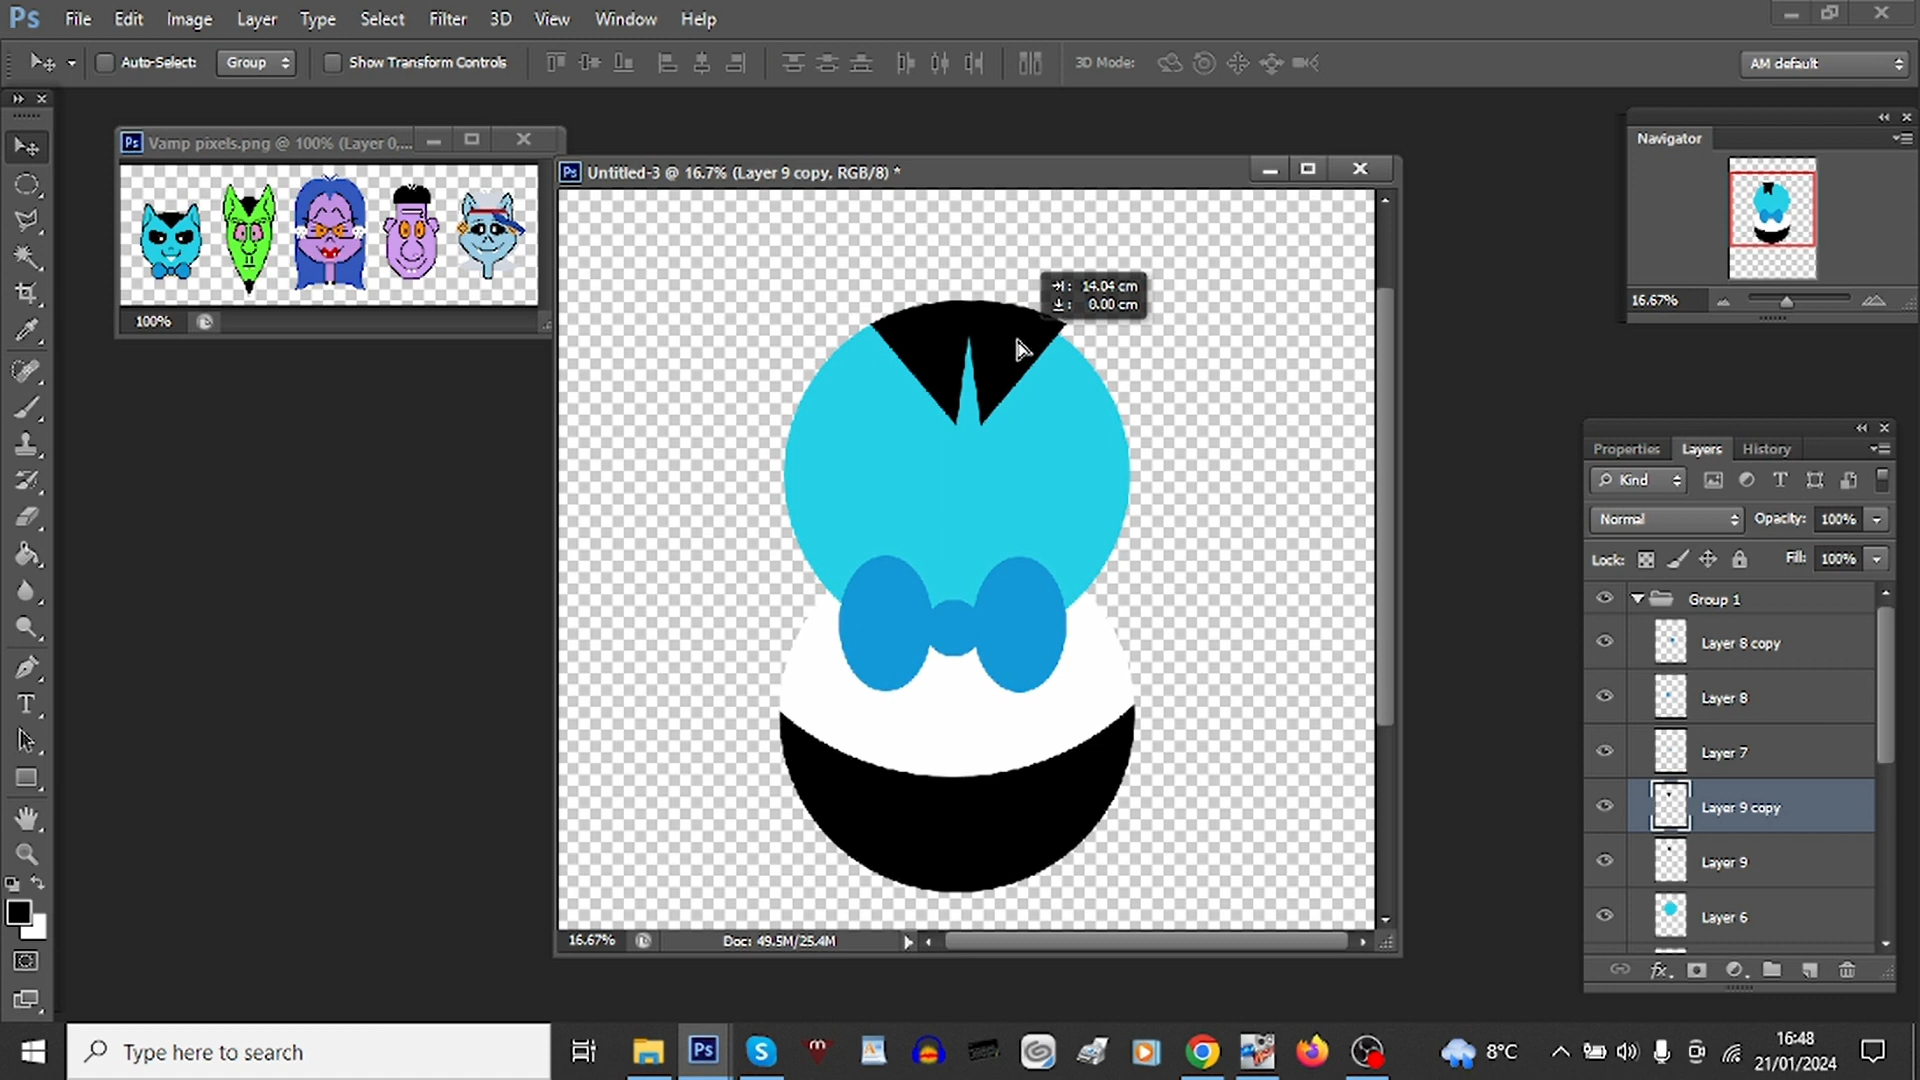 Ps File Edit Image Layer Type Select Filter 3D View Window Help
Auto-Select: Group Show Transform Controls 3D Mode: AM default
Ps Vamp pixels.png @ 100% (Layer 0,...
100%
Ps Untitled-3 @ 16.7% (Layer 9 copy, RGB/8) *
14.04 cm
0.00 cm
16.67% Doc: 49.5M/25.4M
Navigator
16.67%
Properties Layers History
Kind
Normal Opacity: 100%
Lock: Fill: 100%
Group 1
Layer 8 copy
Layer 8
Layer 7
Layer 9 copy
Layer 9
Layer 6
fx
Type here to search
Ps
8°C
16:48
21/01/2024